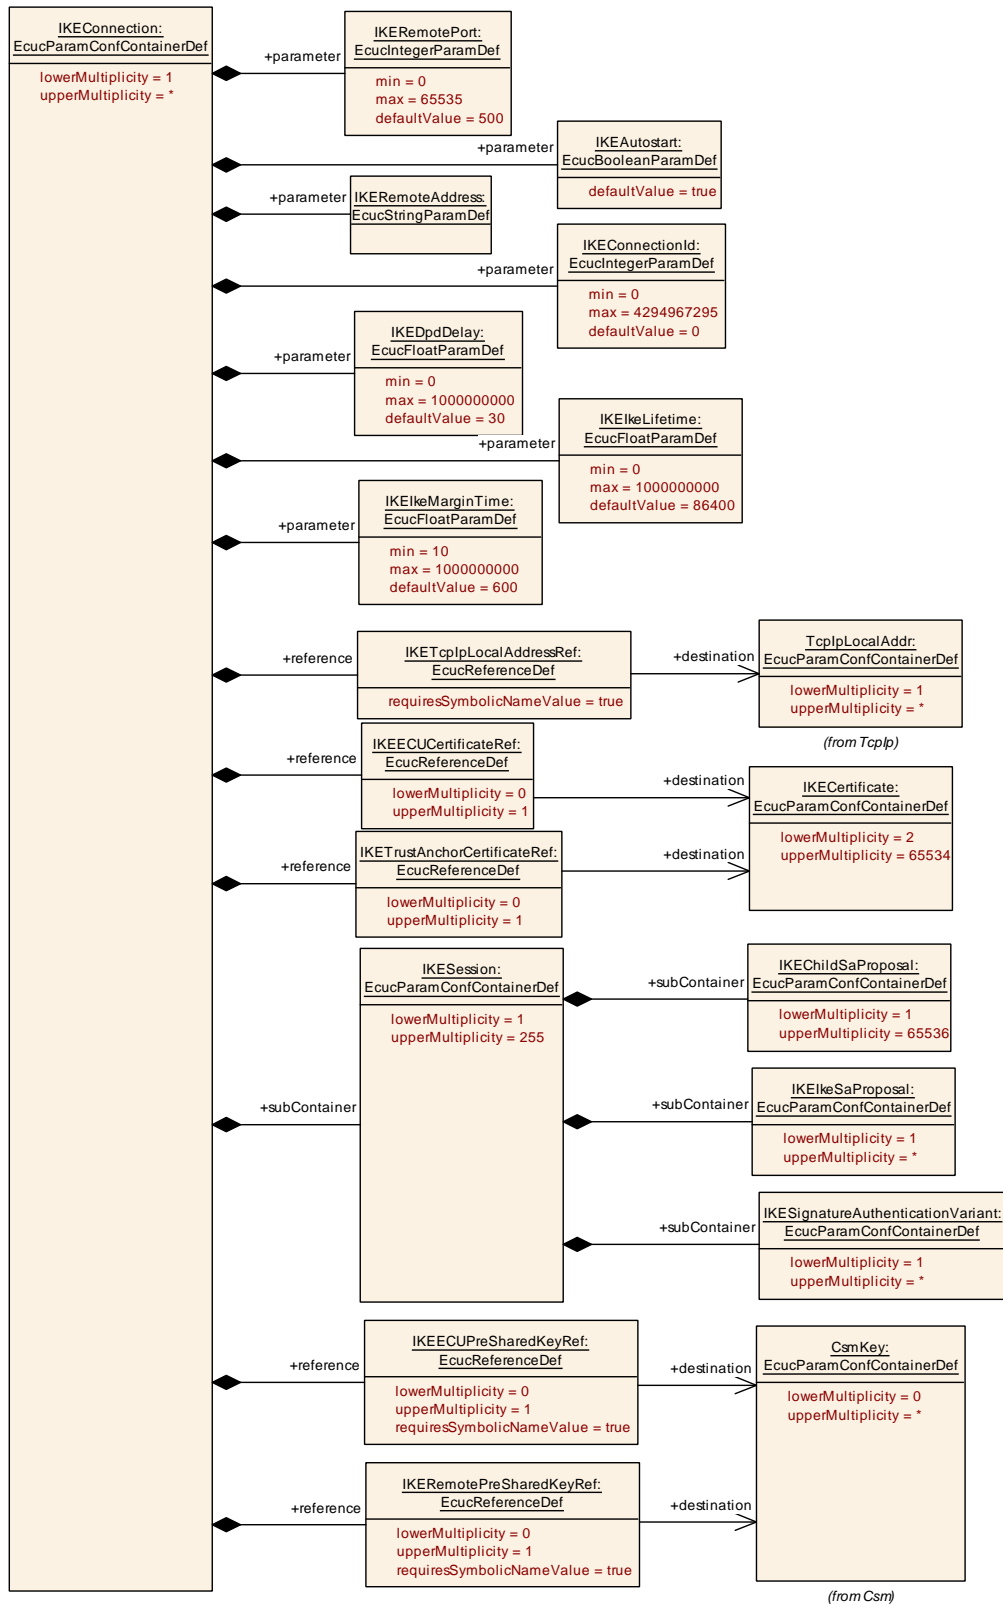 IKEConnection:
EcucParamConfContainerDef
lowerMultiplicity = 1
upperMultiplicity = *
+parameter
IKERemotePort:
EcucIntegerParamDef
min = 0
max = 65535
defaultValue = 500
+parameter
IKEAutostart:
EcucBooleanParamDef
defaultValue = true
+parameter
IKERemoteAddress:
EcucStringParamDef
+parameter
IKEConnectionId:
EcucIntegerParamDef
min = 0
max = 4294967295
defaultValue = 0
+parameter
IKEDpdDelay:
EcucFloatParamDef
min = 0
max = 1000000000
defaultValue = 30
+parameter
IKEIkeLifetime:
EcucFloatParamDef
min = 0
max = 1000000000
defaultValue = 86400
+parameter
IKEIkeMarginTime:
EcucFloatParamDef
min = 10
max = 1000000000
defaultValue = 600
+reference
IKETcpIpLocalAddressRef:
EcucReferenceDef
requiresSymbolicNameValue = true
+destination
TcpIpLocalAddr:
EcucParamConfContainerDef
lowerMultiplicity = 1
upperMultiplicity = *
(from TcpIp)
+reference
IKEECUCertificateRef:
EcucReferenceDef
lowerMultiplicity = 0
upperMultiplicity = 1
+destination
IKECertificate:
EcucParamConfContainerDef
lowerMultiplicity = 2
upperMultiplicity = 65534
+reference
IKETrustAnchorCertificateRef:
EcucReferenceDef
lowerMultiplicity = 0
upperMultiplicity = 1
+destination
+subContainer
IKESession:
EcucParamConfContainerDef
lowerMultiplicity = 1
upperMultiplicity = 255
+subContainer
IKEChildSaProposal:
EcucParamConfContainerDef
lowerMultiplicity = 1
upperMultiplicity = 65536
+subContainer
IKEIkeSaProposal:
EcucParamConfContainerDef
lowerMultiplicity = 1
upperMultiplicity = *
+subContainer
IKESignatureAuthenticationVariant:
EcucParamConfContainerDef
lowerMultiplicity = 1
upperMultiplicity = *
+reference
IKEECUPreSharedKeyRef:
EcucReferenceDef
lowerMultiplicity = 0
upperMultiplicity = 1
requiresSymbolicNameValue = true
+destination
CsmKey:
EcucParamConfContainerDef
lowerMultiplicity = 0
upperMultiplicity = *
+reference
IKERemotePreSharedKeyRef:
EcucReferenceDef
lowerMultiplicity = 0
upperMultiplicity = 1
requiresSymbolicNameValue = true
+destination
(from Csm)